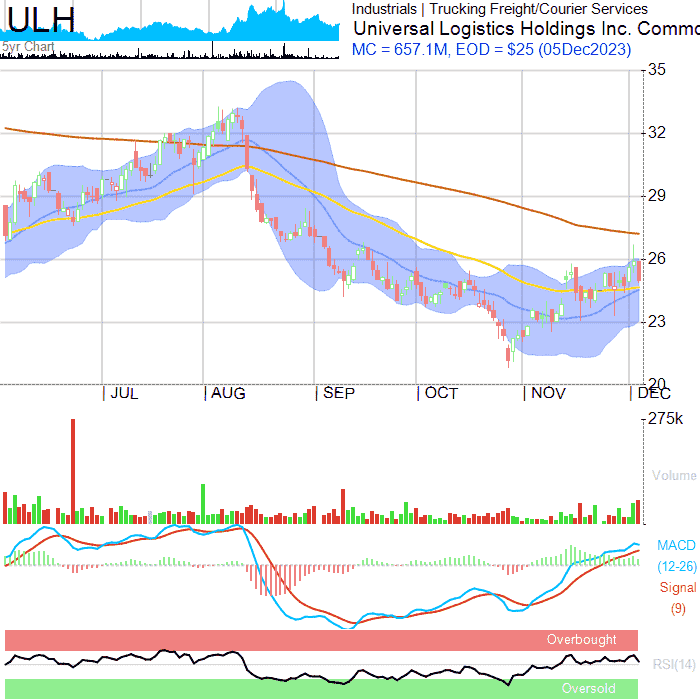 ULH
5yr Chart
Industrials | Trucking Freight/Courier Services
Universal Logistics Holdings Inc. Commo
MC = 657.1M, EOD = $25 (05Dec2023)
35
32
29
26
23
20
JUL
AUG
SEP
OCT
NOV
DEC
275k
Volume
MACD
(12-26)
Signal
(9)
Overbought
RSI(14)
Oversold